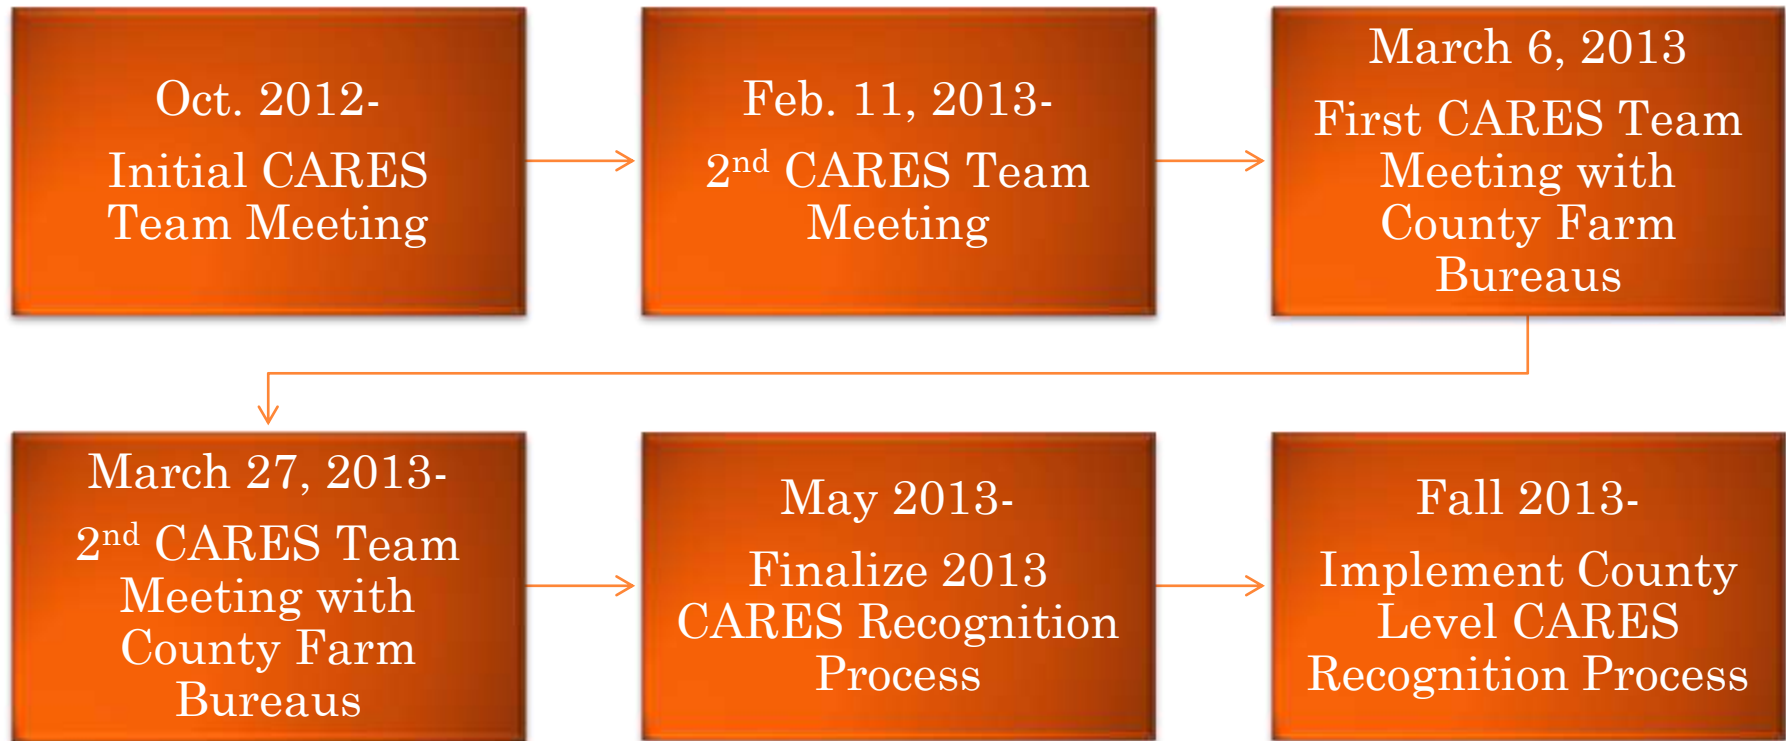 Oct. 2012-
Initial CARES
Team Meeting
Feb. 11, 2013-
2nd CARES Team
Meeting
March 6, 2013
First CARES Team
Meeting with
County Farm
Bureaus
March 27, 2013-
2nd CARES Team
Meeting with
County Farm
Bureaus
May 2013-
Finalize 2013
CARES Recognition
Process
Fall 2013-
Implement County
Level CARES
Recognition Process